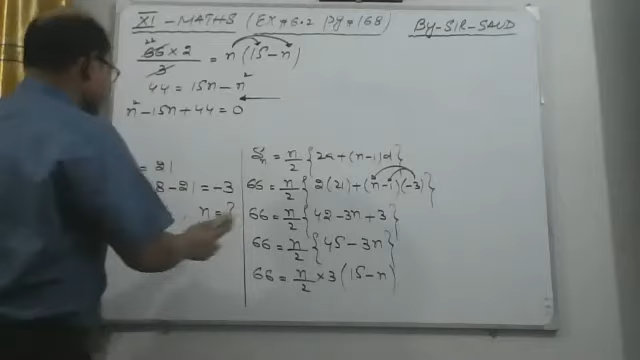 XI - MATHS (EX # 6.2 Pg # 168) BY-SIR-SAUD
22
66 × 2 / 3 = n (15 - n)
44 = 15n - n²
n² - 15n + 44 = 0
= 21
18 - 21 = -3
n = ?
Sn = n/2 {2a + (n-1)d}
66 = n/2 {2(21) + (n-1)(-3)}
66 = n/2 {42 - 3n + 3}
66 = n/2 {45 - 3n}
66 = n/2 × 3 (15 - n)